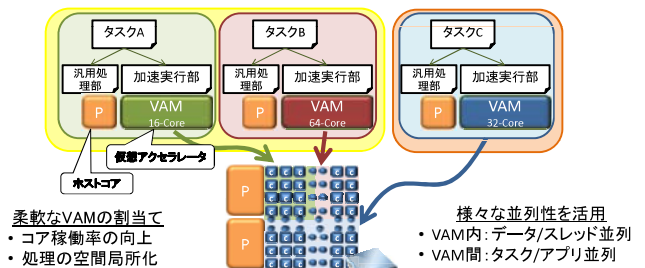 タスクA
タスクB
タスクC
汎用処
理部
加速実行部
汎用処
理部
加速実行部
汎用処
理部
加速実行部
P
VAM
16-Core
P
VAM
64-Core
P
VAM
32-Core
仮想アクセラレータ
ホストコア
P
P
C C C C C
C C C C C
C C C C C
C C C C C
C C C C C
C C C C C
柔軟なVAMの割当て
• コア稼働率の向上
• 処理の空間局所化
様々な並列性を活用
• VAM内:データ/スレッド並列
• VAM間:タスク/アプリ並列